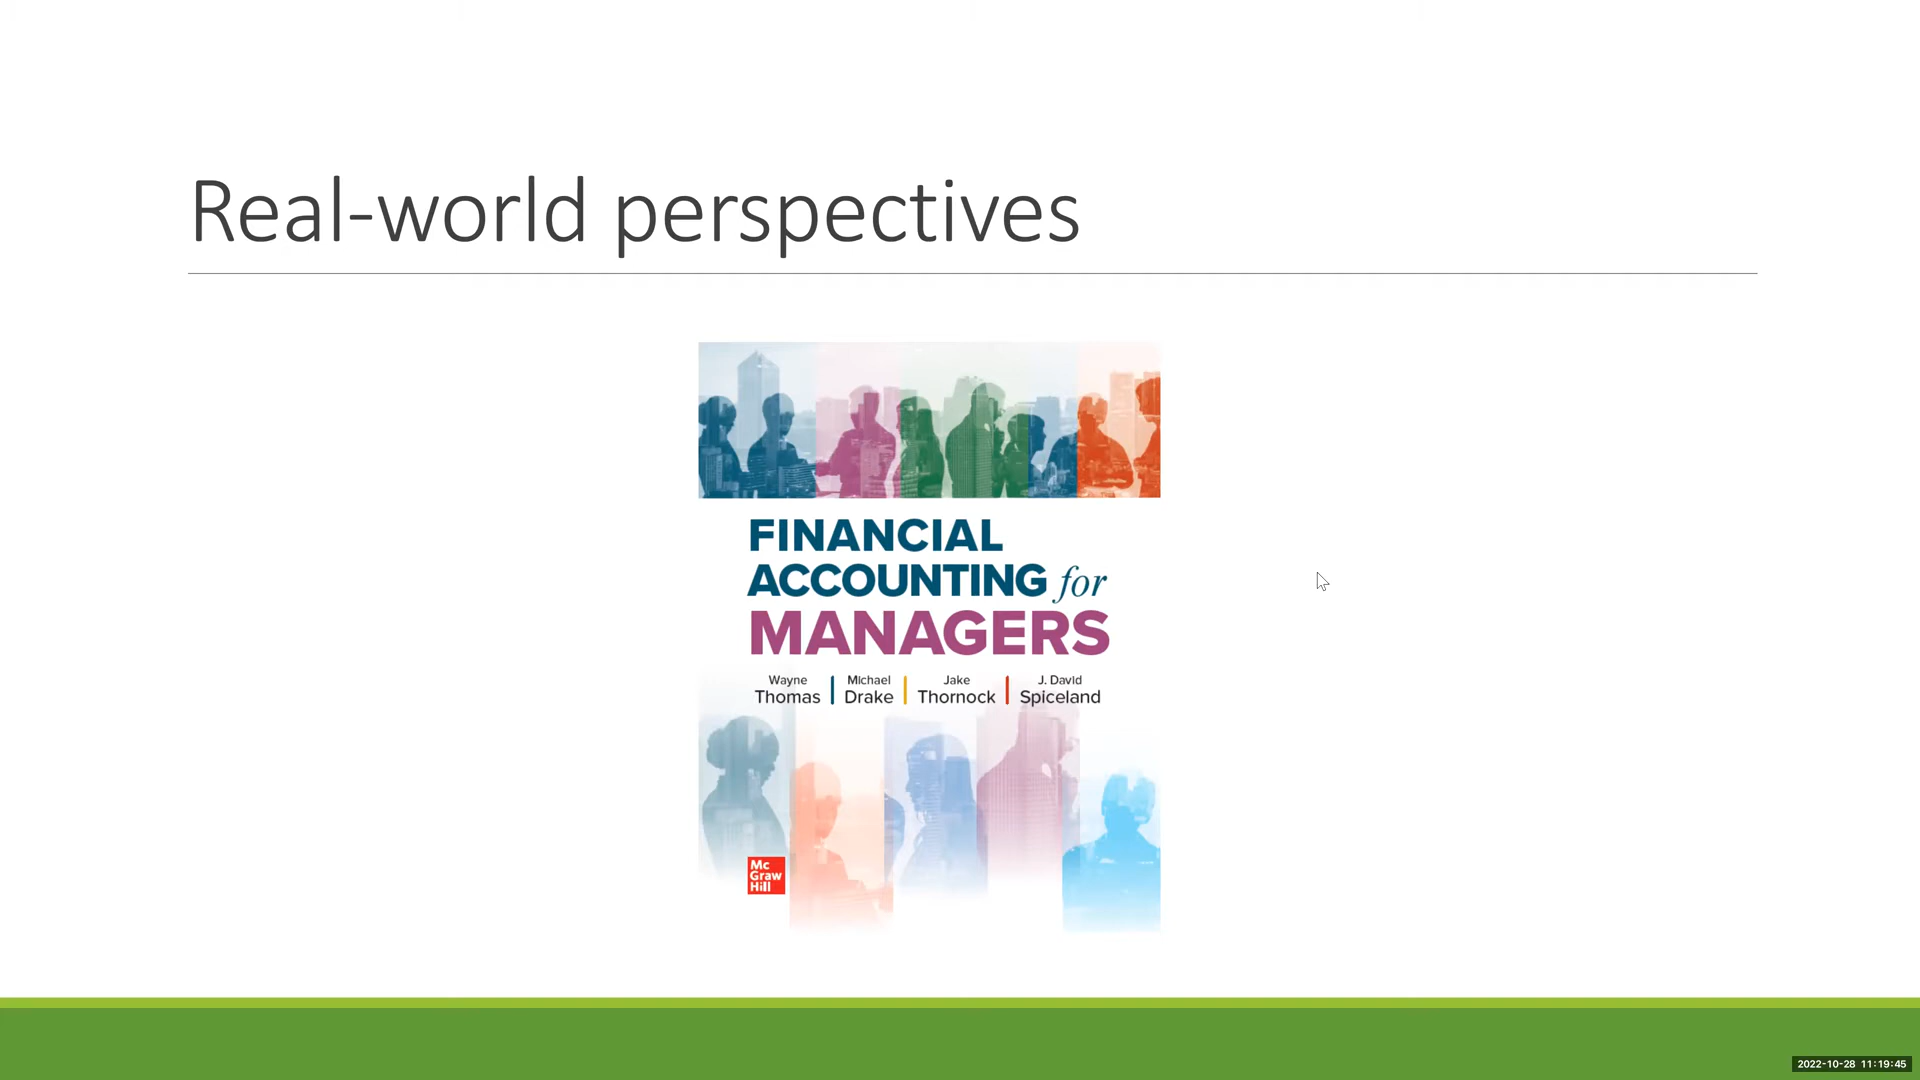 Real-world perspectives
FINANCIAL
ACCOUNTING for
MANAGERS
Wayne Michael Jake J. David
Thomas Drake Thornock Spiceland
Mc
Graw
Hill
2022-10-28 11:19:45